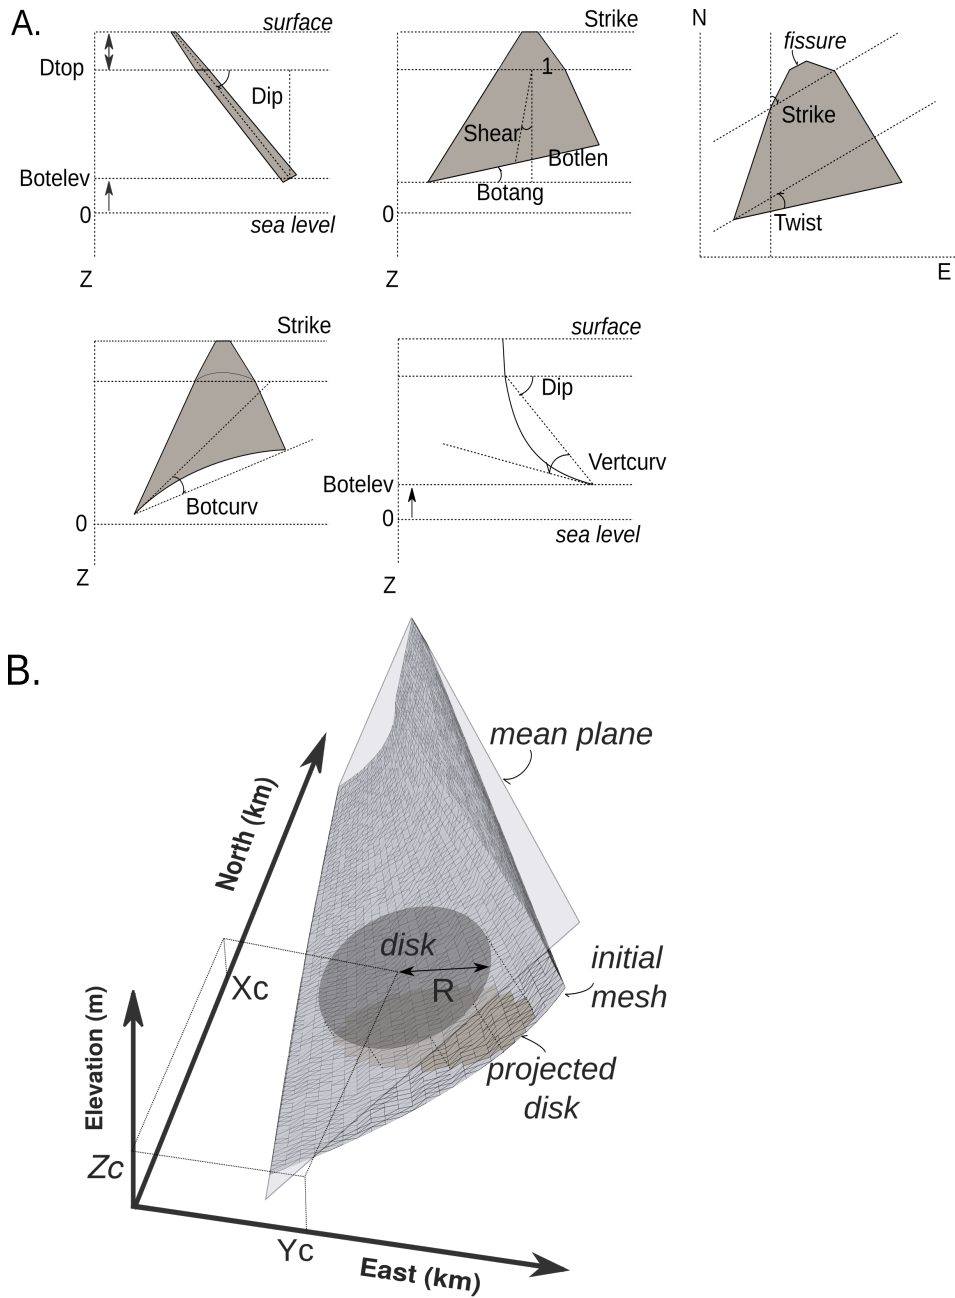 A.
surface
Dtop
Dip
Botelev
0
sea level
Z
Strike
1
Shear
Botlen
Botang
0
Z
N
fissure
Strike
Twist
E
Strike
Botcurv
0
Z
surface
Dip
Vertcurv
Botelev
0
sea level
Z
B.
mean plane
North (km)
disk
R
initial
mesh
Xc
projected
disk
Elevation (m)
Zc
Yc
East (km)